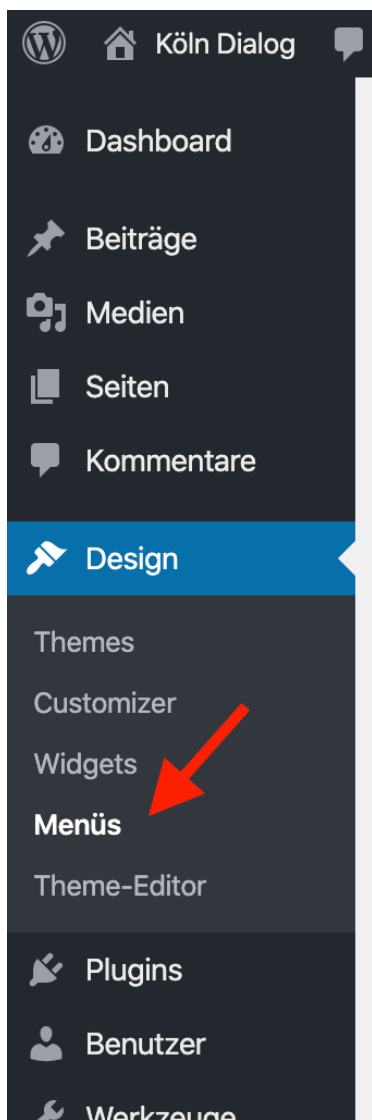 Köln Dialog
Dashboard
Beiträge
Medien
Seiten
Kommentare
Design
Themes
Customizer
Widgets
Menüs
Theme-Editor
Plugins
Benutzer
Werkzeuge